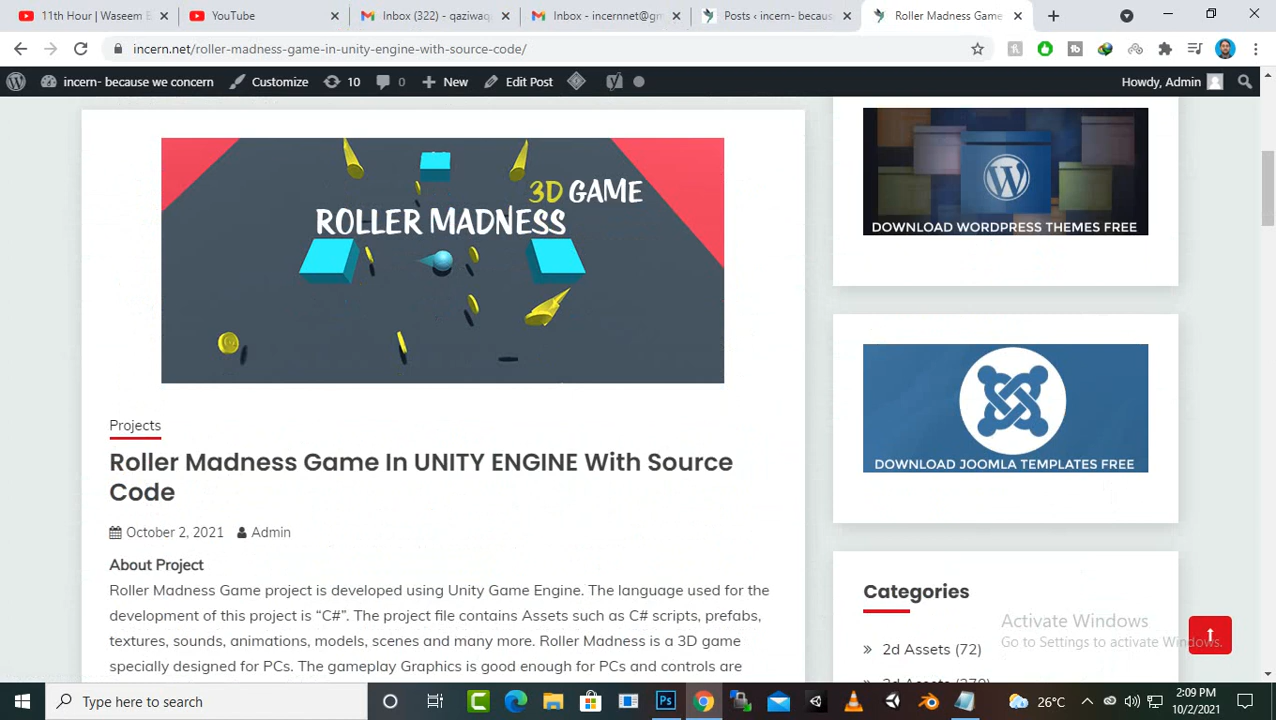 11th Hour | Waseem E
YouTube
Inbox (322) - qaziwaq
Inbox - incernnet@gm
Posts ‹ incern- becaus
Roller Madness Game
incern.net/roller-madness-game-in-unity-engine-with-source-code/
incern- because we concern
Customize
10
0
New
Edit Post
Howdy, Admin
3D GAME
ROLLER MADNESS
DOWNLOAD WORDPRESS THEMES FREE
DOWNLOAD JOOMLA TEMPLATES FREE
Projects
Roller Madness Game In UNITY ENGINE With Source
Code
October 2, 2021 Admin
About Project
Roller Madness Game project is developed using Unity Game Engine. The language used for the
development of this project is “C#”. The project file contains Assets such as C# scripts, prefabs,
textures, sounds, animations, models, scenes and many more. Roller Madness is a 3D game
specially designed for PCs. The gameplay Graphics is good enough for PCs and controls are
Categories
2d Assets (72)
3d Assets (270)
Activate Windows
Go to Settings to activate Windows.
Type here to search
26°C
2:09 PM
10/2/2021